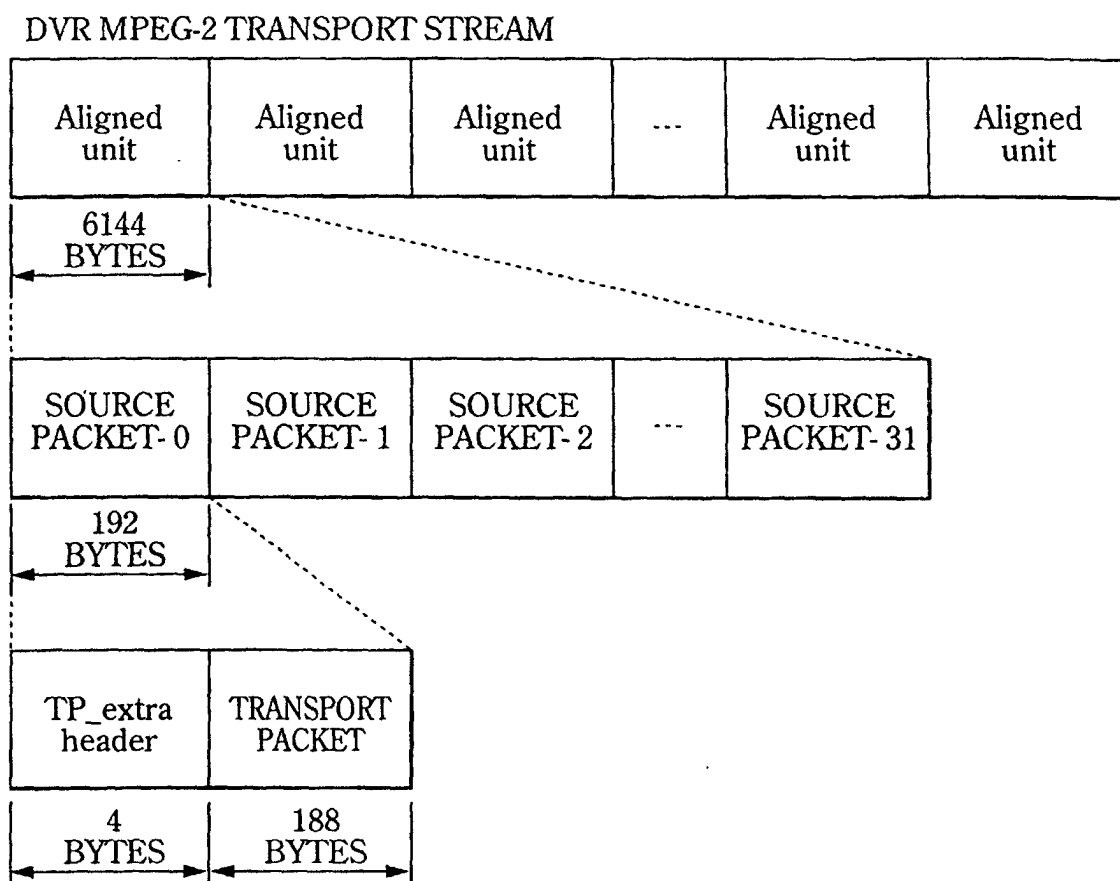 DVR MPEG-2 TRANSPORT STREAM
Aligned unit
Aligned unit
Aligned unit
---
Aligned unit
Aligned unit
6144 BYTES
SOURCE PACKET- 0
SOURCE PACKET- 1
SOURCE PACKET- 2
---
SOURCE PACKET- 31
192 BYTES
TP_extra header
TRANSPORT PACKET
4 BYTES
188 BYTES